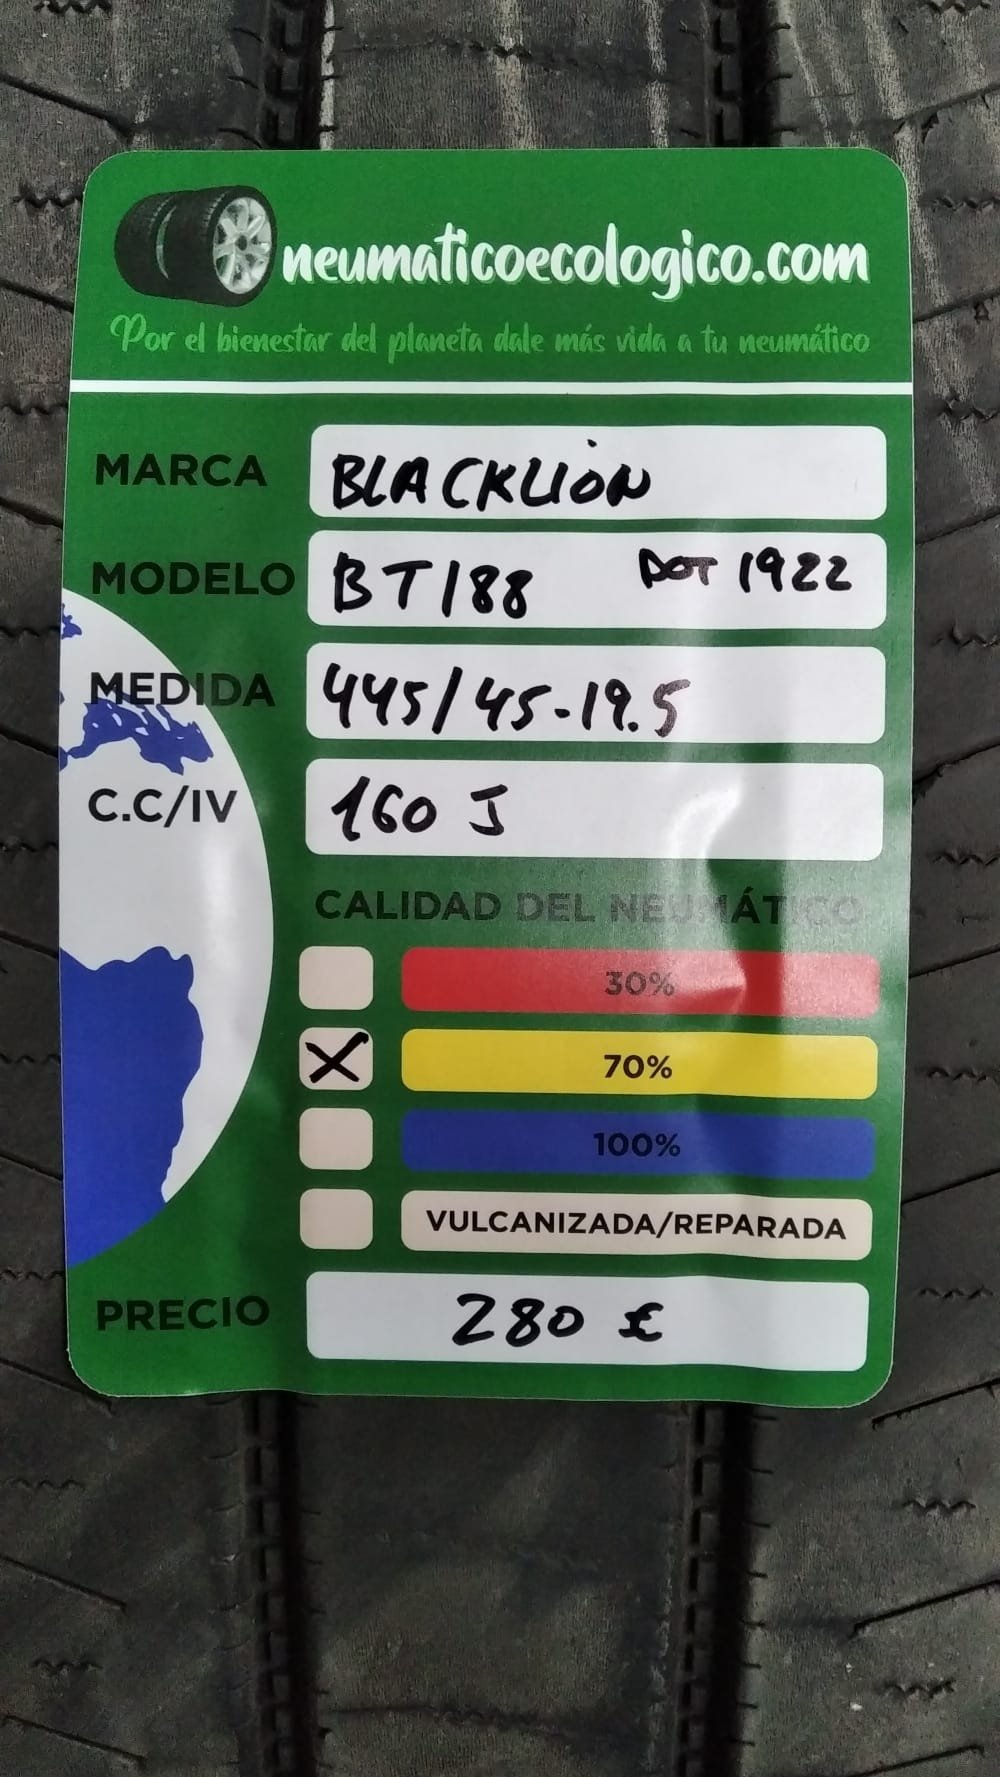 neumaticoecologico.com
Por el bienestar del planeta dale más vida a tu neumático
MARCA BLACKLION
MODELO BT188 DOT 1922
MEDIDA 445/45-19.5
C.C/IV 160 J
CALIDAD DEL NEUMÁTICO
30%
X 70%
100%
VULCANIZADA/REPARADA
PRECIO 280 €